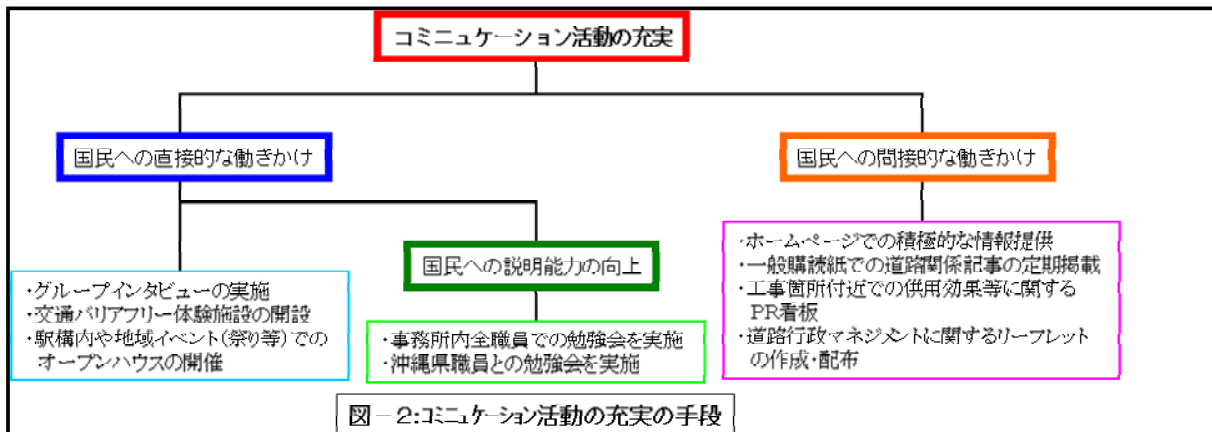 コミニュケーション活動の充実
国民への直接的な働きかけ
国民への間接的な働きかけ
・グループインタビューの実施
・交通バリアフリー体験施設の開設
・駅構内や地域イベント(祭り等)での
オープンハウスの開催
国民への説明能力の向上
・事務所内全職員での勉強会を実施
・沖縄県職員との勉強会を実施
・ホームページでの積極的な情報提供
・一般購読紙での道路関係記事の定期掲載
・工事箇所付近での供用効果等に関する
PR看板
・道路行政マネジメントに関するリーフレット
の作成・配布
図-2:コミニュケーション活動の充実の手段